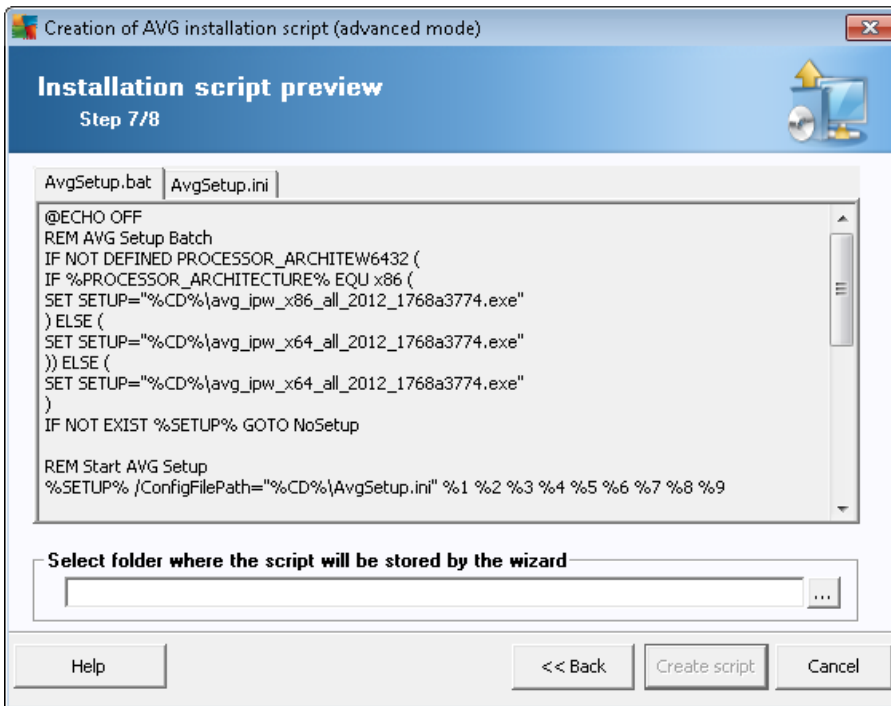 Creation of AVG installation script (advanced mode)
Installation script preview
Step 7/8
AvgSetup.bat
AvgSetup.ini
@ECHO OFF
REM AVG Setup Batch
IF NOT DEFINED PROCESSOR_ARCHITEW6432 (
IF %PROCESSOR_ARCHITECTURE% EQU x86 (
SET SETUP="%CD%\avg_ipw_x86_all_2012_1768a3774.exe"
) ELSE (
SET SETUP="%CD%\avg_ipw_x64_all_2012_1768a3774.exe"
)) ELSE (
SET SETUP="%CD%\avg_ipw_x64_all_2012_1768a3774.exe"
)
IF NOT EXIST %SETUP% GOTO NoSetup
REM Start AVG Setup
%SETUP% /ConfigFilePath="%CD%\AvgSetup.ini" %1 %2 %3 %4 %5 %6 %7 %8 %9
Select folder where the script will be stored by the wizard
...
Help
<< Back
Create script
Cancel